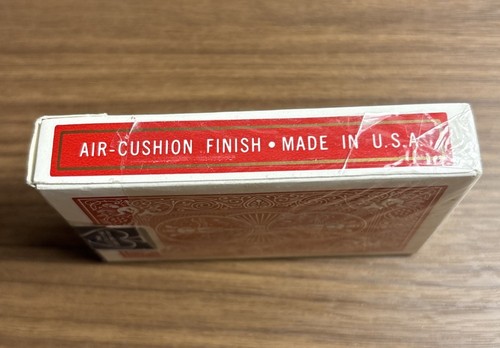 AIR-CUSHION FINISH • MADE IN U.S.A.